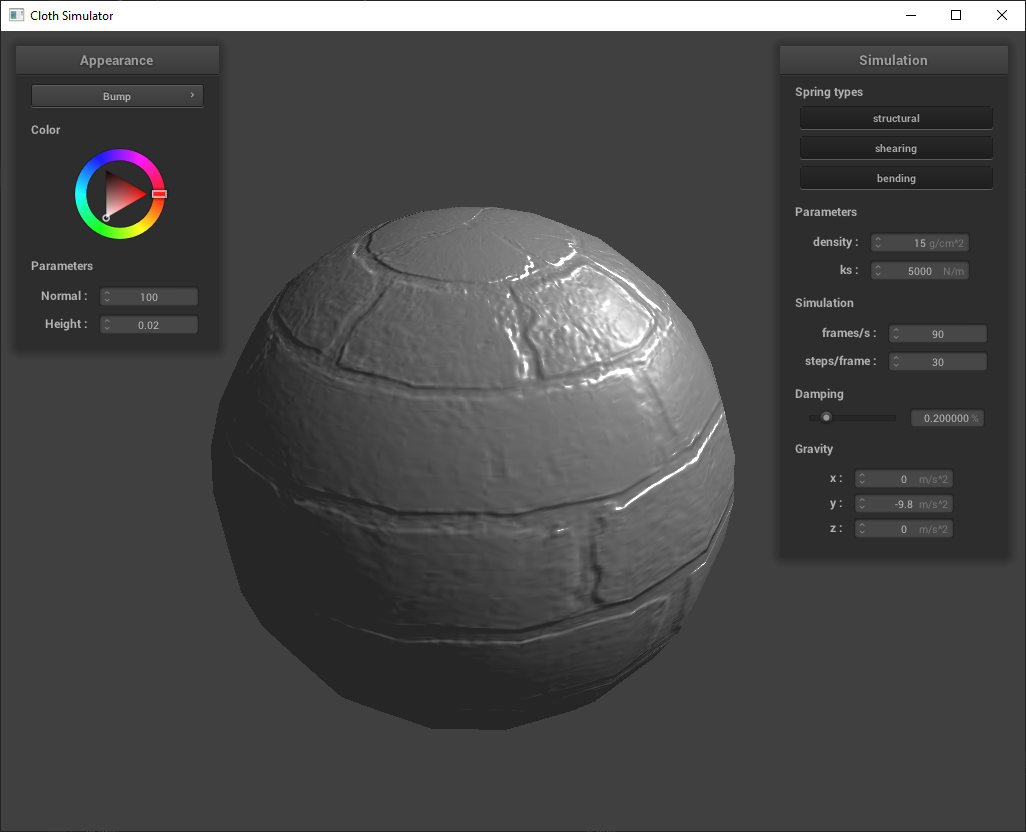 Cloth Simulator
Appearance
Bump
Color
Parameters
Normal : 100
Height : 0.02
Simulation
Spring types
structural
shearing
bending
Parameters
density : 15 g/cm^2
ks : 5000 N/m
Simulation
frames/s : 90
steps/frame : 30
Damping
0.200000 %
Gravity
x : 0 m/s^2
y : -9.8 m/s^2
z : 0 m/s^2